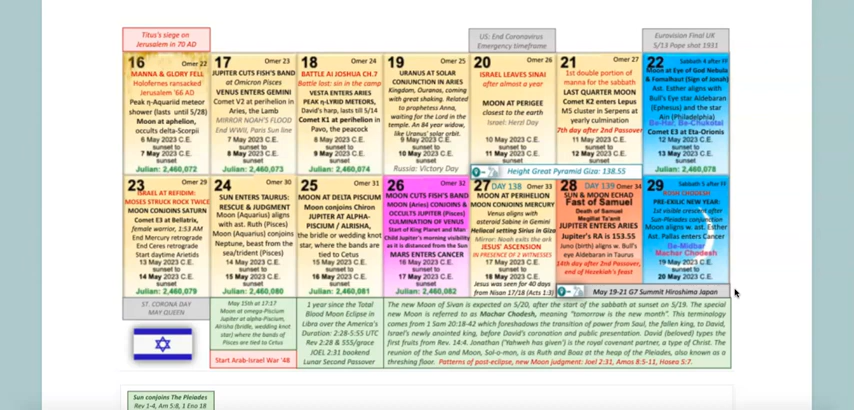 Titus's siege on
Jerusalem in 70 AD
US: End Coronavirus
Emergency timeframe
Eurovision Final UK
5/13 Pope shot 1931
16 Omer 22
MANNA & GLORY FELL
Holofernes ransacked
Jerusalem '66 AD
Peak η-Aquariid meteor
shower (lasts until 5/28)
Moon at aphelion,
occults delta-Scorpii
6 May 2023 C.E.
sunset to
7 May 2023 C.E.
sunset
Julian: 2,460,072
17 Omer 23
JUPITER CUTS FISH'S BAND
at Omicron Pisces
VENUS ENTERS GEMINI
Comet V2 at perihelion in
Aries, the Lamb
MIRROR NOAH'S FLOOD
End WWII, Paris Sun line
7 May 2023 C.E.
sunset to
8 May 2023 C.E.
sunset
Julian: 2,460,073
18 Omer 24
BATTLE Ai JOSHUA CH.7
Battle lost: sin in the camp
VESTA ENTERS ARIES
PEAK η-LYRID METEORS,
David's harp, lasts till 5/14
Comet K1 at perihelion in
Pavo, the peacock
8 May 2023 C.E.
sunset to
9 May 2023 C.E.
sunset
Julian: 2,460,074
19 Omer 25
URANUS AT SOLAR
CONJUNCTION IN ARIES
Kingdom, Ouranos, coming
with great shaking. Related
to prophetess Anna,
waiting for the Lord in the
temple. An 84 year widow,
like Uranus' solar orbit.
9 May 2023 C.E.
sunset to
10 May 2023 C.E.
sunset
Russia: Victory Day
20 Omer 26
ISRAEL LEAVES SINAI
after almost a year
MOON AT PERIGEE
closest to the earth
Israel: Herzl Day
10 May 2023 C.E.
sunset to
11 May 2023 C.E.
sunset
21 Omer 27
1st double portion of
manna for the sabbath
LAST QUARTER MOON
Comet K2 enters Lepus
M5 cluster in Serpens at
yearly culmination
7th day after 2nd Passover
11 May 2023 C.E.
sunset to
12 May 2023 C.E.
sunset
Height Great Pyramid Giza: 138.55
22 Sabbath 4 after FF
Moon at Eye of God Nebula
& Fomalhaut (Sign of Jonah)
Ast. Esther aligns with
Bull's Eye star Aldebaran
(Ephesus) and the star
Ain (Philadelphia)
Be-Har, Be-Chukotai
Comet E3 at Eta-Orionis
12 May 2023 C.E.
sunset to
13 May 2023 C.E.
sunset
Julian: 2,460,078
23 Omer 29
ISRAEL AT REFIDIM:
MOSES STRUCK ROCK TWICE
MOON CONJOINS SATURN
Comet E3 at Bellatrix,
female warrior, 1:53 AM
End Mercury retrograde
End Ceres retrograde
Start daytime Arietids
13 May 2023 C.E.
sunset to
14 May 2023 C.E.
sunset
Julian: 2,460,079
24 Omer 30
SUN ENTERS TAURUS:
RESCUE & JUDGMENT
Moon (Aquarius) aligns
with ast. Ruth (Pisces)
Moon (Aquarius) conjoins
Neptune, beast from the
sea/trident (Pisces)
14 May 2023 C.E.
sunset to
15 May 2023 C.E.
sunset
Julian: 2,460,080
25 Omer 31
MOON AT DELTA PISCIUM
Moon conjoins Chiron
JUPITER AT ALPHA-
PISCIUM / ALRISHA,
the bridle or wedding knot
star, where the bands are
tied to Cetus
15 May 2023 C.E.
sunset to
16 May 2023 C.E.
sunset
Julian: 2,460,081
26 Omer 32
MOON CUTS FISH'S BAND
MOON (Aries) CONJOINS &
OCCULTS JUPITER (Pisces)
CULMINATION OF VENUS
Start of King Planet and Man
Child Jupiter's morning visibility
as it is distanced from the Sun
MARS ENTERS CANCER
16 May 2023 C.E.
sunset to
17 May 2023 C.E.
sunset
Julian: 2,460,082
27 DAY 138 Omer 33
MOON AT PERIHELION
MOON CONJOINS MERCURY
Venus aligns with
asteroid Sabine in Gemini
Heliacal setting Sirius in Giza
Mirror: Noah exits the ark
JESUS' ASCENSION
IN PRESENCE OF 2 WITNESSES
17 May 2023 C.E.
sunset to
18 May 2023 C.E.
sunset
Jesus was seen for 40 days
from Nisan 17/18 (Acts 1:3)
28 DAY 139 Omer 34
SUN & MOON ECHAD
Fast of Samuel
Death of Samuel
Megillat Ta'anit
JUPITER ENTERS ARIES
Jupiter's RA is 153.55
Juno (birth) aligns w. Bull's
eye Aldebaran in Taurus
14th day after 2nd Passover,
end of Hezekiah's feast
May 19-21 G7 Summit Hiroshima Japan
29 Sabbath 5 after FF
ROSH CHODESH
PRE-EXILIC NEW YEAR:
1st visible crescent after
Sun-Pleiades conjunction
Moon aligns w. ast. Esther
Ast. Pallas enters Cancer
Be-Midbar
Machar Chodesh
19 May 2023 C.E.
sunset to
20 May 2023 C.E.
sunset
ST. CORONA DAY
MAY QUEEN
May 15th at 17:17
Moon at omega-Piscium
Jupiter at alpha-Piscium,
Alrisha (bridle, wedding knot
star) where the bands of
Pisces are tied to Cetus
Start Arab-Israel War '48
1 year since the Total
Blood Moon Eclipse in
Libra over the America's
Duration: 2:28-5:55 UTC
Rev 2:28 & 555/grace
JOEL 2:31 bookend
Lunar Second Passover
The new Moon of Sivan is expected on 5/20, after the start of the sabbath at sunset on 5/19. The special
new Moon is referred to as Machar Chodesh, meaning "tomorrow is the new month". This terminology
comes from 1 Sam 20:18-42 which foreshadows the transition of power from Saul, the fallen king, to David,
Israel's newly anointed king, before David's coronation and public presentation. David (beloved) types the
first fruits from Rev. 14:4. Jonathan ('Yahweh has given') is the royal covenant partner, a type of Christ. The
reunion of the Sun and Moon, Sol-o-mon, is as Ruth and Boaz at the heap of the Pleiades, also known as a
threshing floor. Patterns of post-eclipse, new Moon judgment: Joel 2:31, Amos 8:5-11, Hosea 5:7.
Sun conjoins The Pleiades
Rev 1-4, Am 5:8, 1 Eno 18